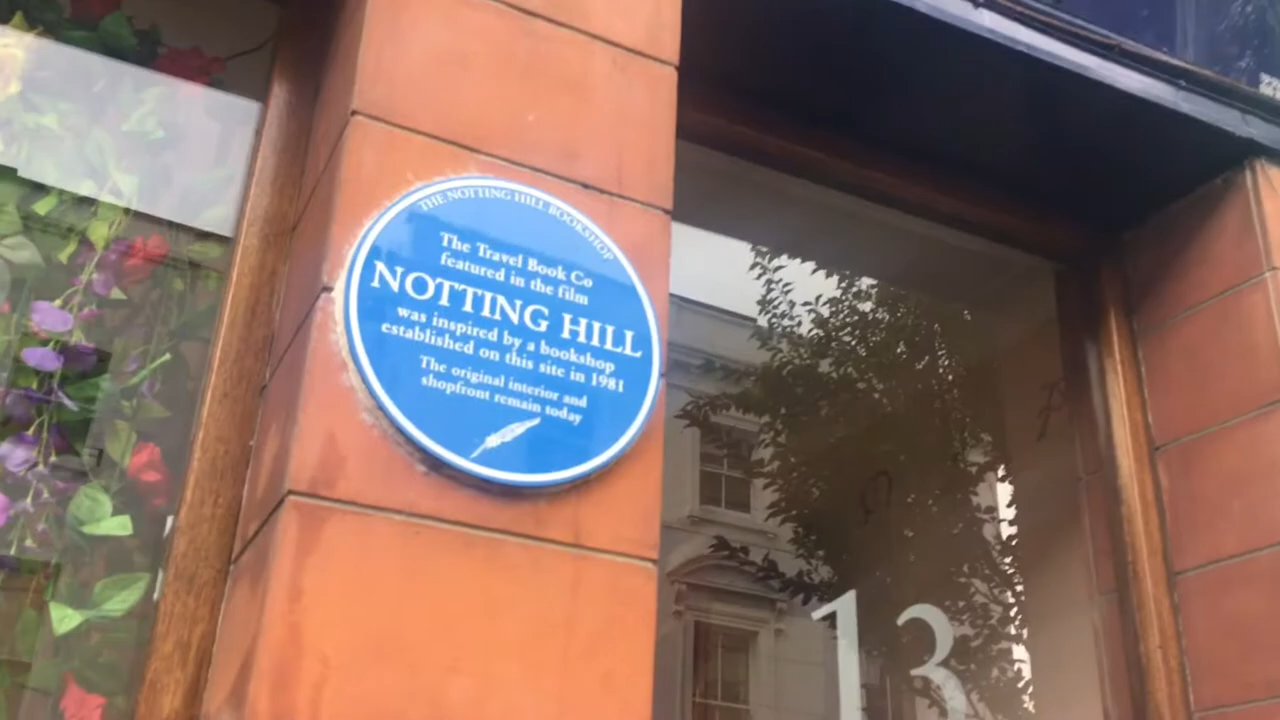 THE NOTTING HILL BOOKSHOP
The Travel Book Co
featured in the film
NOTTING HILL
was inspired by a bookshop
established on this site in 1981
The original interior and
shopfront remain today
13